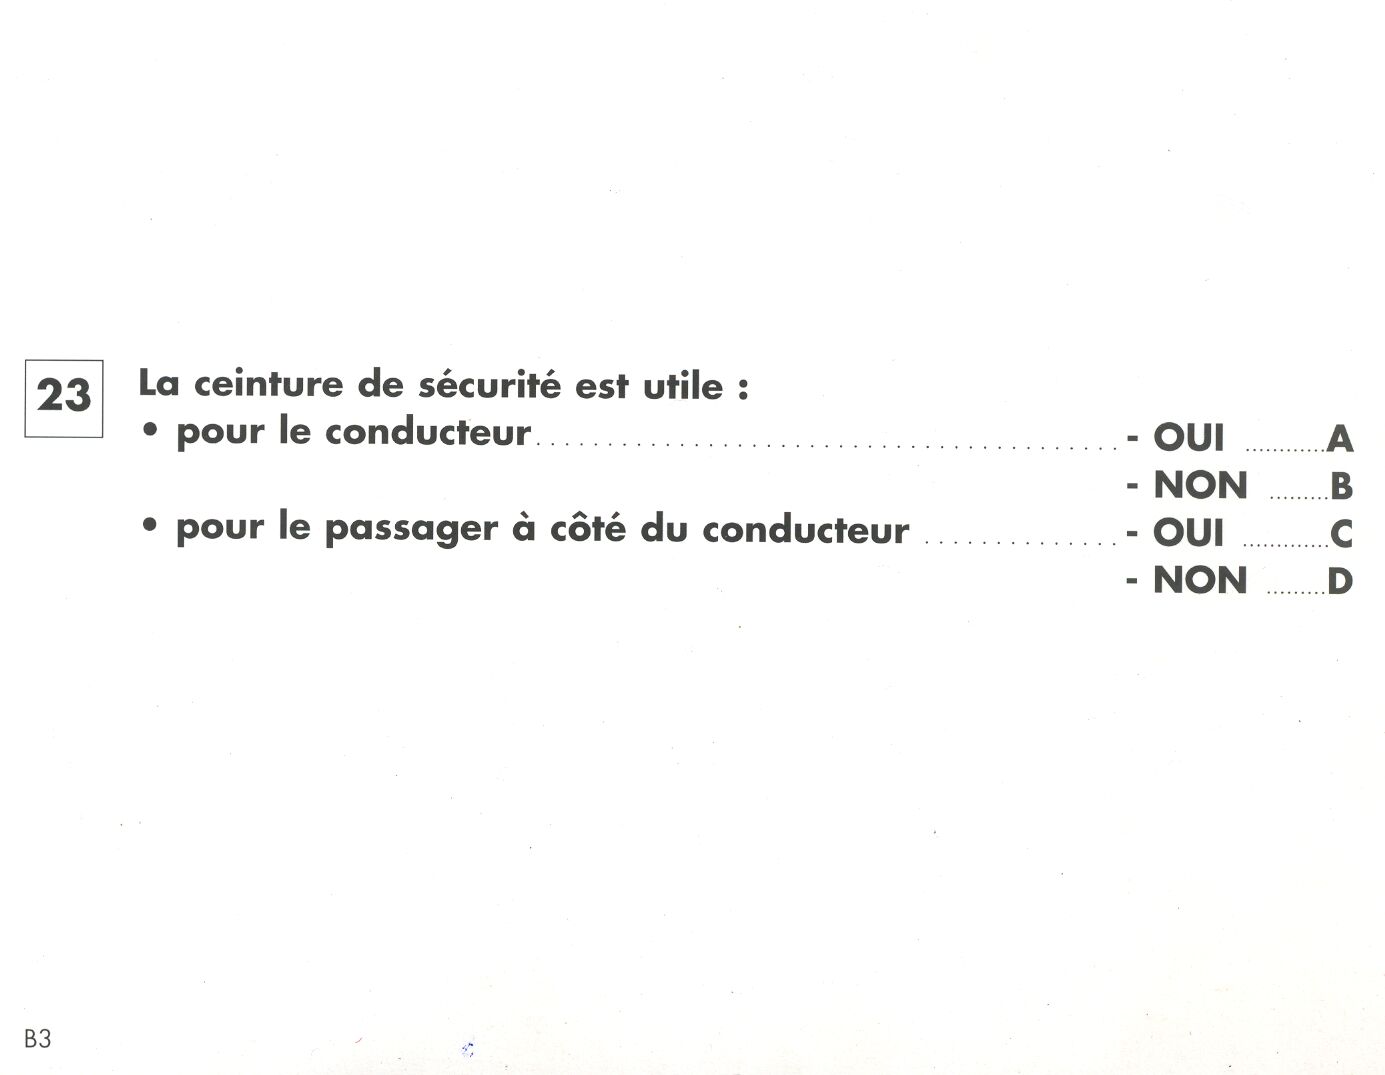 23 La ceinture de sécurité est utile :
• pour le conducteur........................................ - OUI ............A
- NON .........B
• pour le passager à côté du conducteur .............. - OUI .............C
- NON .........D
B3